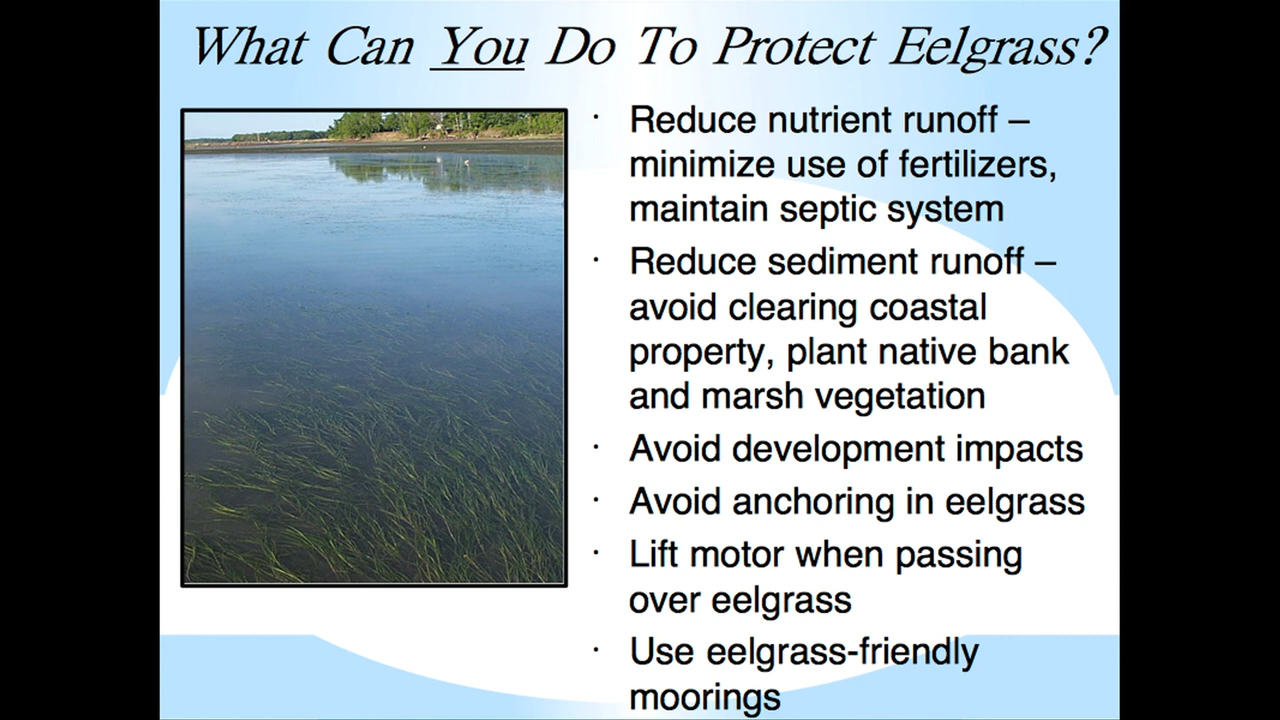 What Can You Do To Protect Eelgrass?
· Reduce nutrient runoff –
minimize use of fertilizers,
maintain septic system
· Reduce sediment runoff –
avoid clearing coastal
property, plant native bank
and marsh vegetation
· Avoid development impacts
· Avoid anchoring in eelgrass
· Lift motor when passing
over eelgrass
· Use eelgrass-friendly
moorings